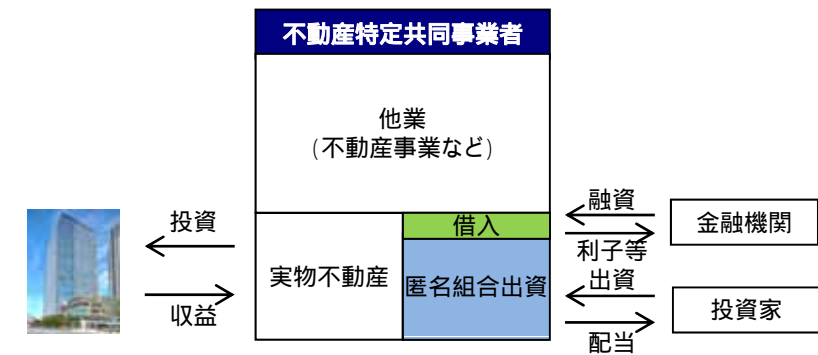 不動産特定共同事業者
他業
(不動産事業など)
投資
収益
実物不動産
借入
匿名組合出資
融資
利子等
出資
配当
金融機関
投資家